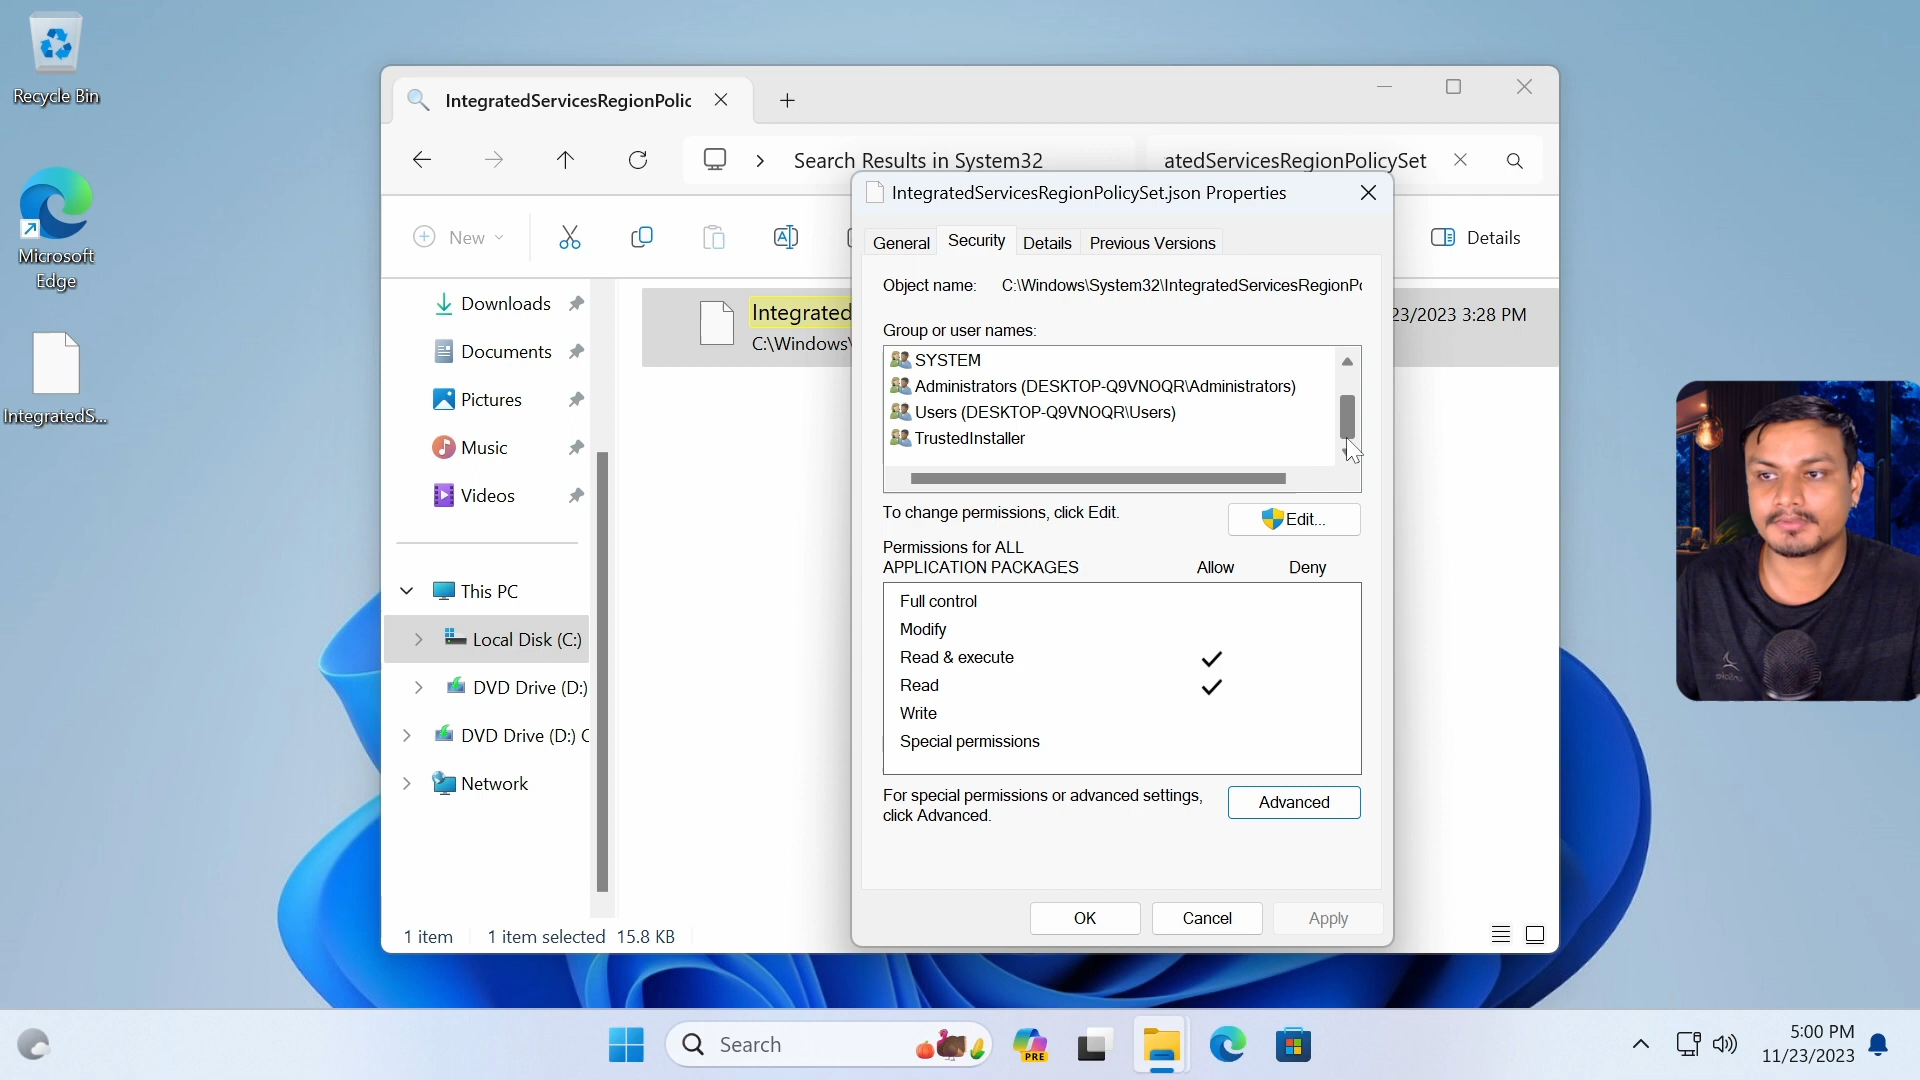 Recycle Bin
Microsoft
Edge
IntegratedS...
IntegratedServicesRegionPolic
Search Results in System32
atedServicesRegionPolicySet
New
Details
Downloads
Documents
Pictures
Music
Videos
This PC
Local Disk (C:)
DVD Drive (D:)
DVD Drive (D:) C
Network
Integrated
C:\Windows\
23/2023 3:28 PM
1 item
1 item selected
15.8 KB
IntegratedServicesRegionPolicySet.json Properties
General
Security
Details
Previous Versions
Object name: C:\Windows\System32\IntegratedServicesRegionPo
Group or user names:
SYSTEM
Administrators (DESKTOP-Q9VNOQR\Administrators)
Users (DESKTOP-Q9VNOQR\Users)
TrustedInstaller
To change permissions, click Edit.
Edit...
Permissions for ALL
APPLICATION PACKAGES
Allow
Deny
Full control
Modify
Read & execute
Read
Write
Special permissions
For special permissions or advanced settings,
click Advanced.
Advanced
OK
Cancel
Apply
Search
PRE
5:00 PM
11/23/2023